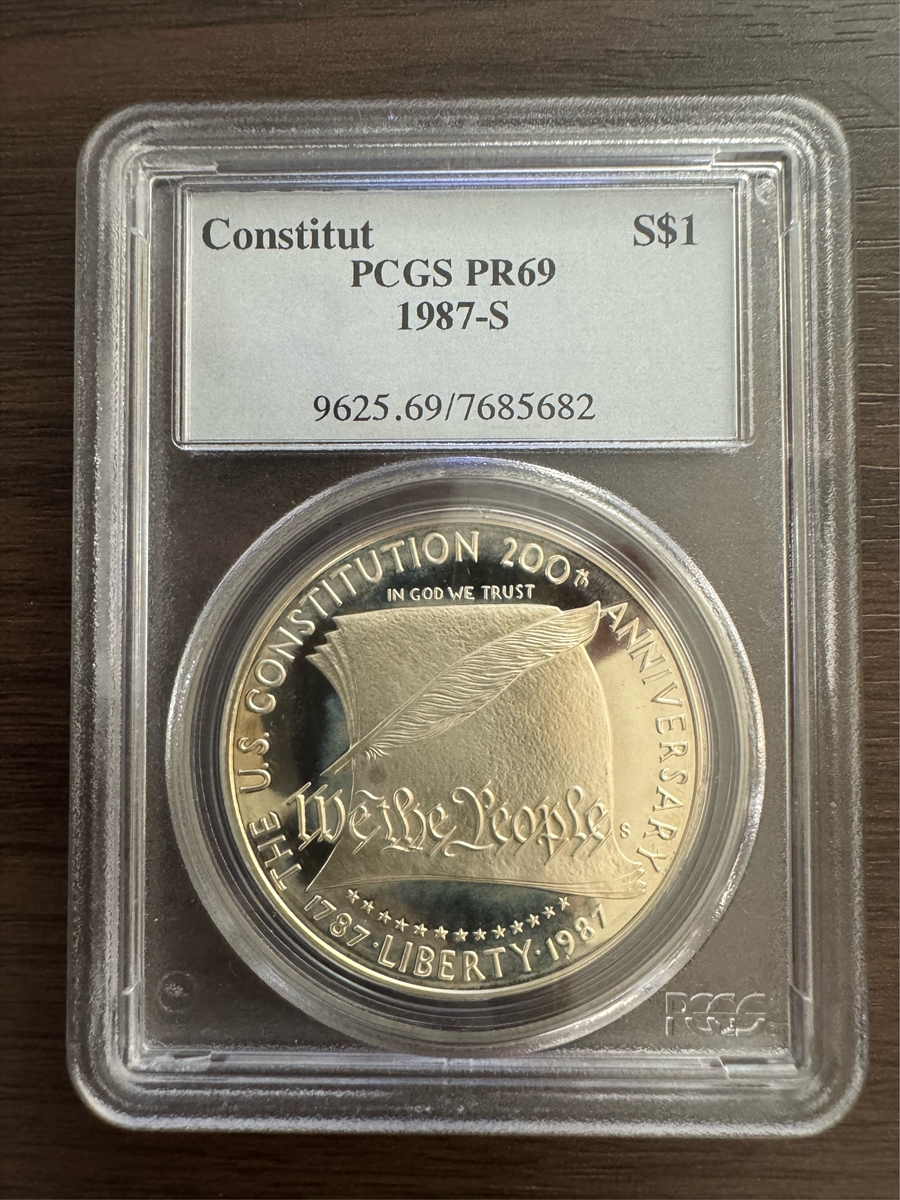 Constitut S$1
PCGS PR69
1987-S
9625.69/7685682
THE U.S. CONSTITUTION 200th ANNIVERSARY
IN GOD WE TRUST
We the People
S
1787 · LIBERTY · 1987
PCGS